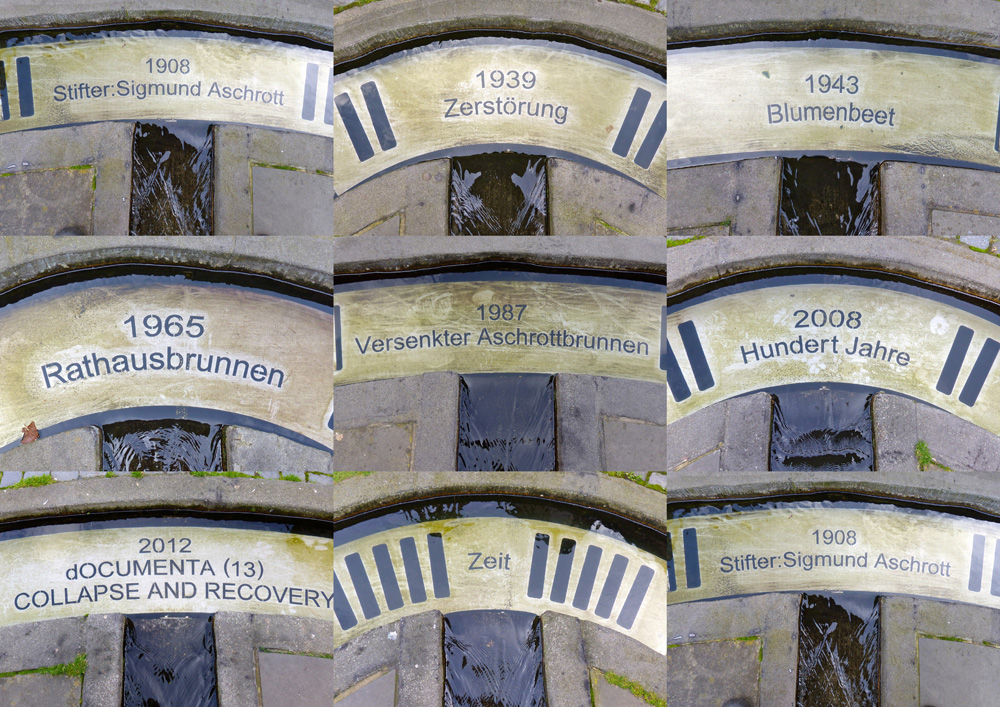 1908
Stifter:Sigmund Aschrott
1939
Zerstörung
1943
Blumenbeet
1965
Rathausbrunnen
1987
Versenkter Aschrottbrunnen
2008
Hundert Jahre
2012
dOCUMENTA (13)
COLLAPSE AND RECOVERY
Zeit
1908
Stifter:Sigmund Aschrott